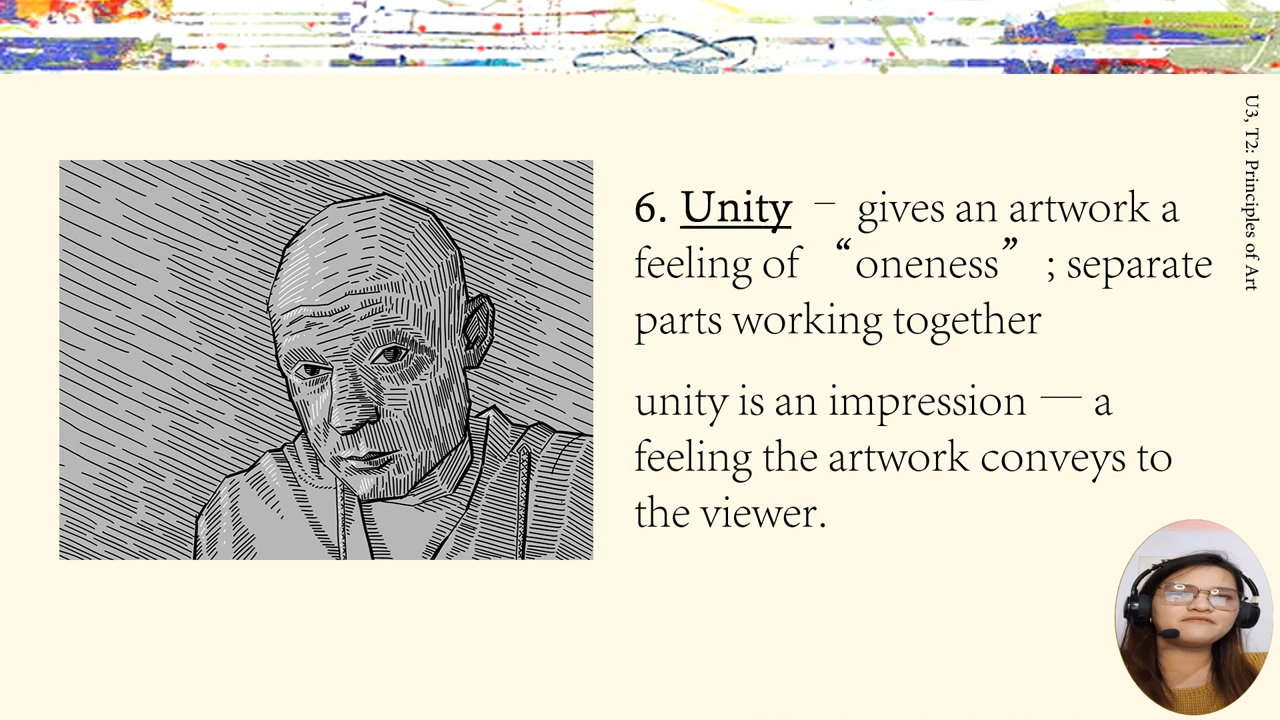 6. Unity – gives an artwork a
feeling of “oneness” ; separate
parts working together
unity is an impression — a
feeling the artwork conveys to
the viewer.
U3, T2: Principles of Art